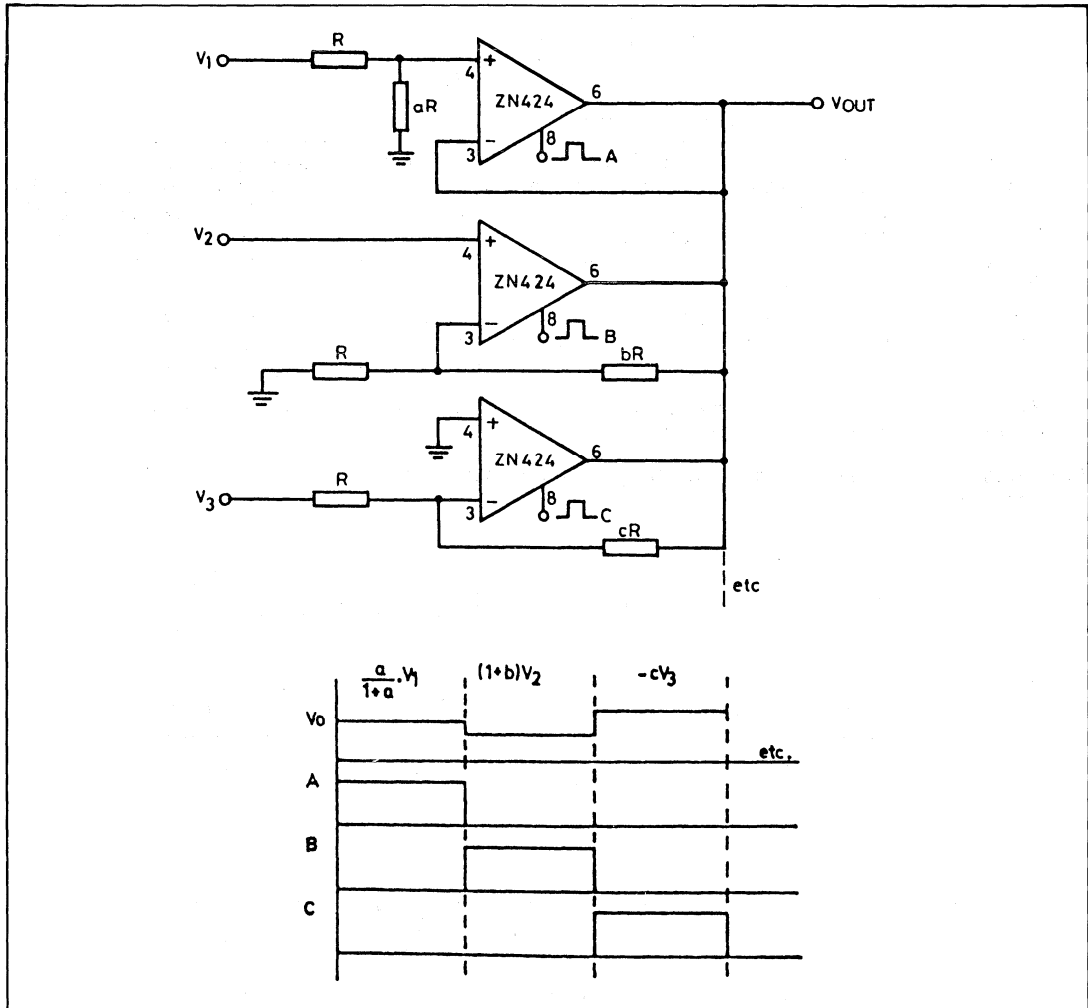 R
V1
4
+
aR
ZN424
6
VOUT
3
−
8
A
V2
4
+
ZN424
6
3
−
8
B
R
bR
4
+
ZN424
6
V3
R
3
−
8
C
cR
etc
a/1+a .V1
(1+b)V2
-cV3
Vo
etc.
A
B
C